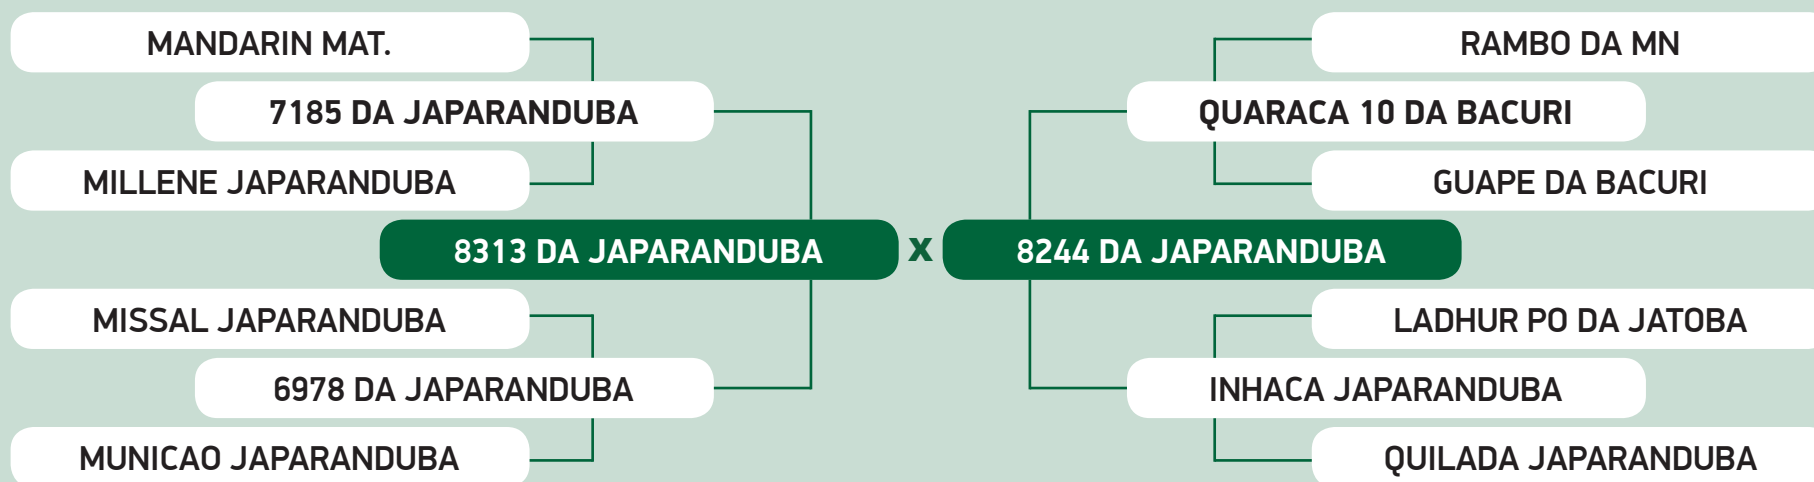 MANDARIN MAT.
RAMBO DA MN
7185 DA JAPARANDUBA
QUARACA 10 DA BACURI
MILLENE JAPARANDUBA
GUAPE DA BACURI
8313 DA JAPARANDUBA X 8244 DA JAPARANDUBA
MISSAL JAPARANDUBA
LADHUR PO DA JATOBA
6978 DA JAPARANDUBA
INHACA JAPARANDUBA
MUNICAO JAPARANDUBA
QUILADA JAPARANDUBA